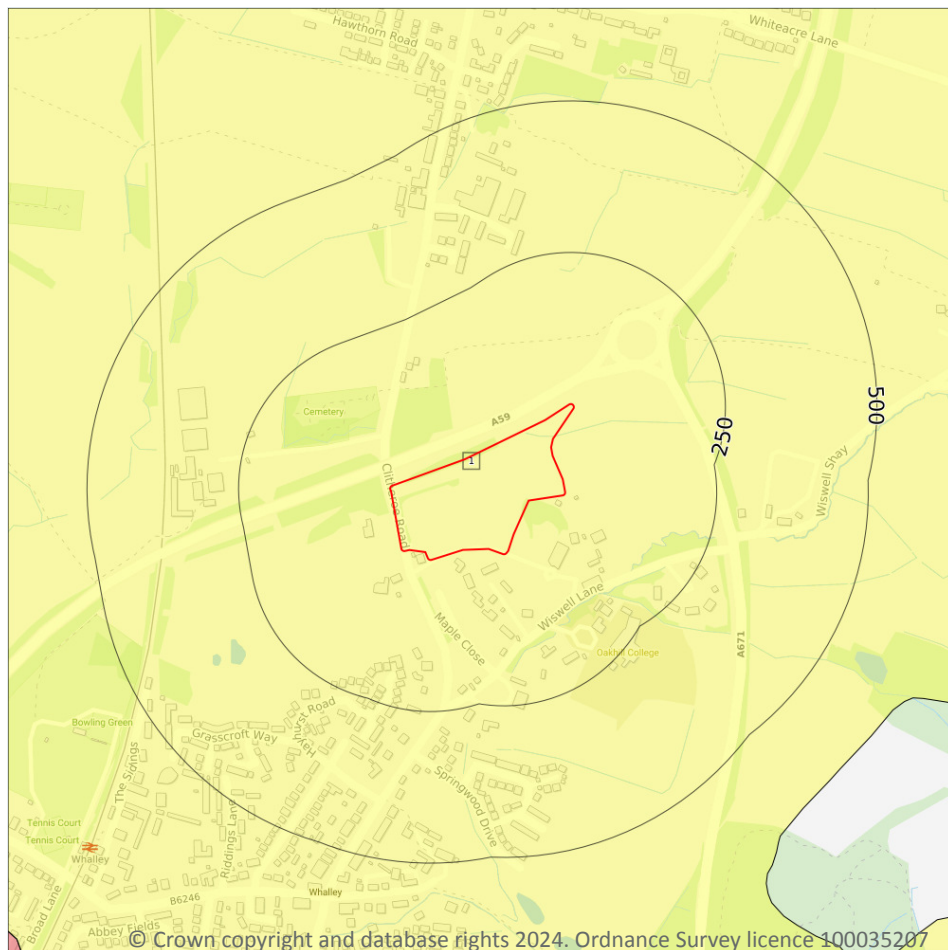 Hawthorn Road
Whiteacre Lane
Cemetery
A59
1
250
500
Clitheroe Road
Wiswell Shay
Wiswell Lane
Maple Close
Oakhill College
A671
Bowling Green
Hayhurst Road
Grasscroft Way
The Sidings
Springwood Drive
Tennis Court
Tennis Court
Riddings Lane
Whalley
Whalley
B6246
Broad Lane
Abbey Fields
© Crown copyright and database rights 2024. Ordnance Survey licence 100035207